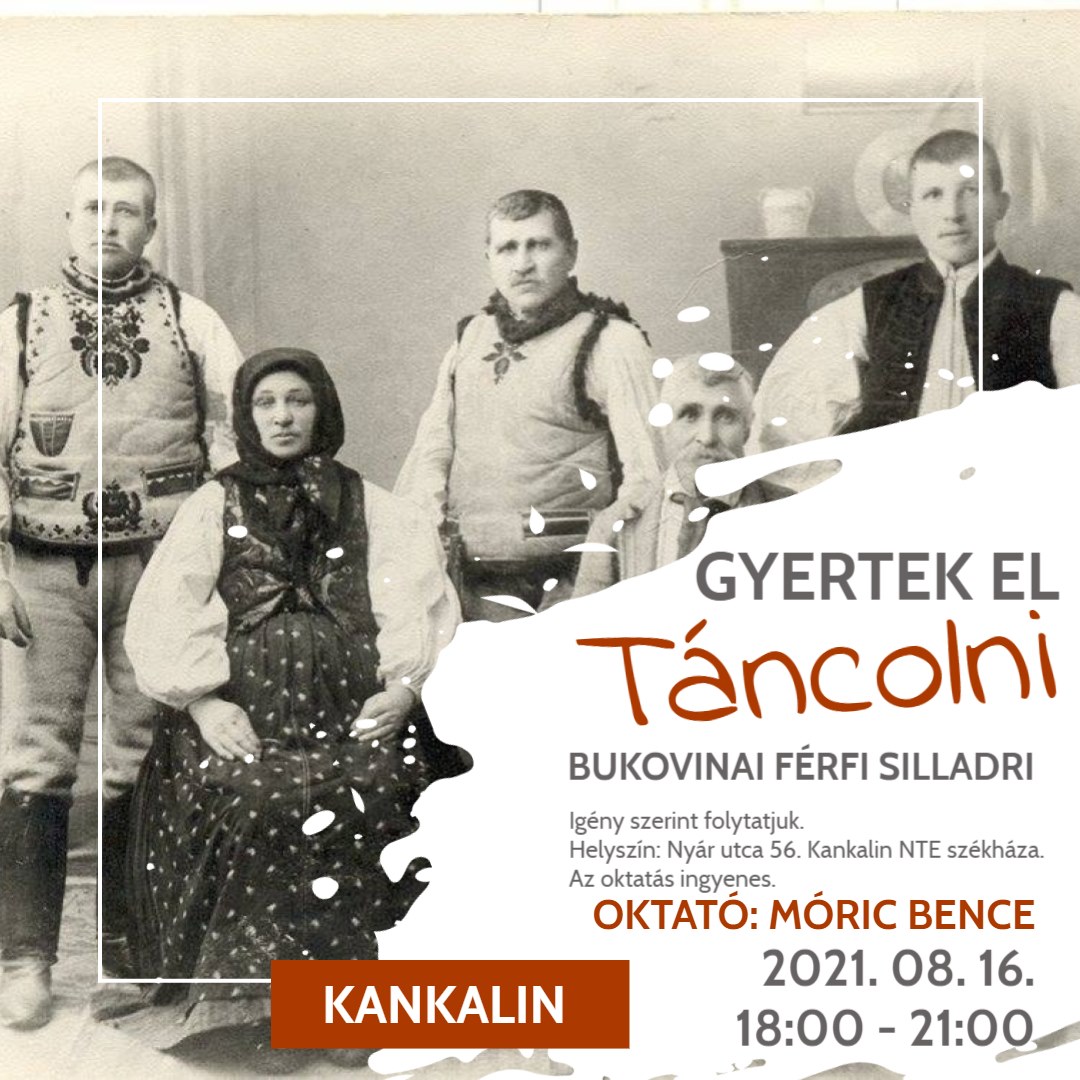 GYERTEK EL
Táncolni
BUKOVINAI FÉRFI SILLADRI
Igény szerint folytatjuk.
Helyszín: Nyár utca 56. Kankalin NTE székháza.
Az oktatás ingyenes.
OKTATÓ: MÓRIC BENCE
2021. 08. 16.
18:00 - 21:00
KANKALIN